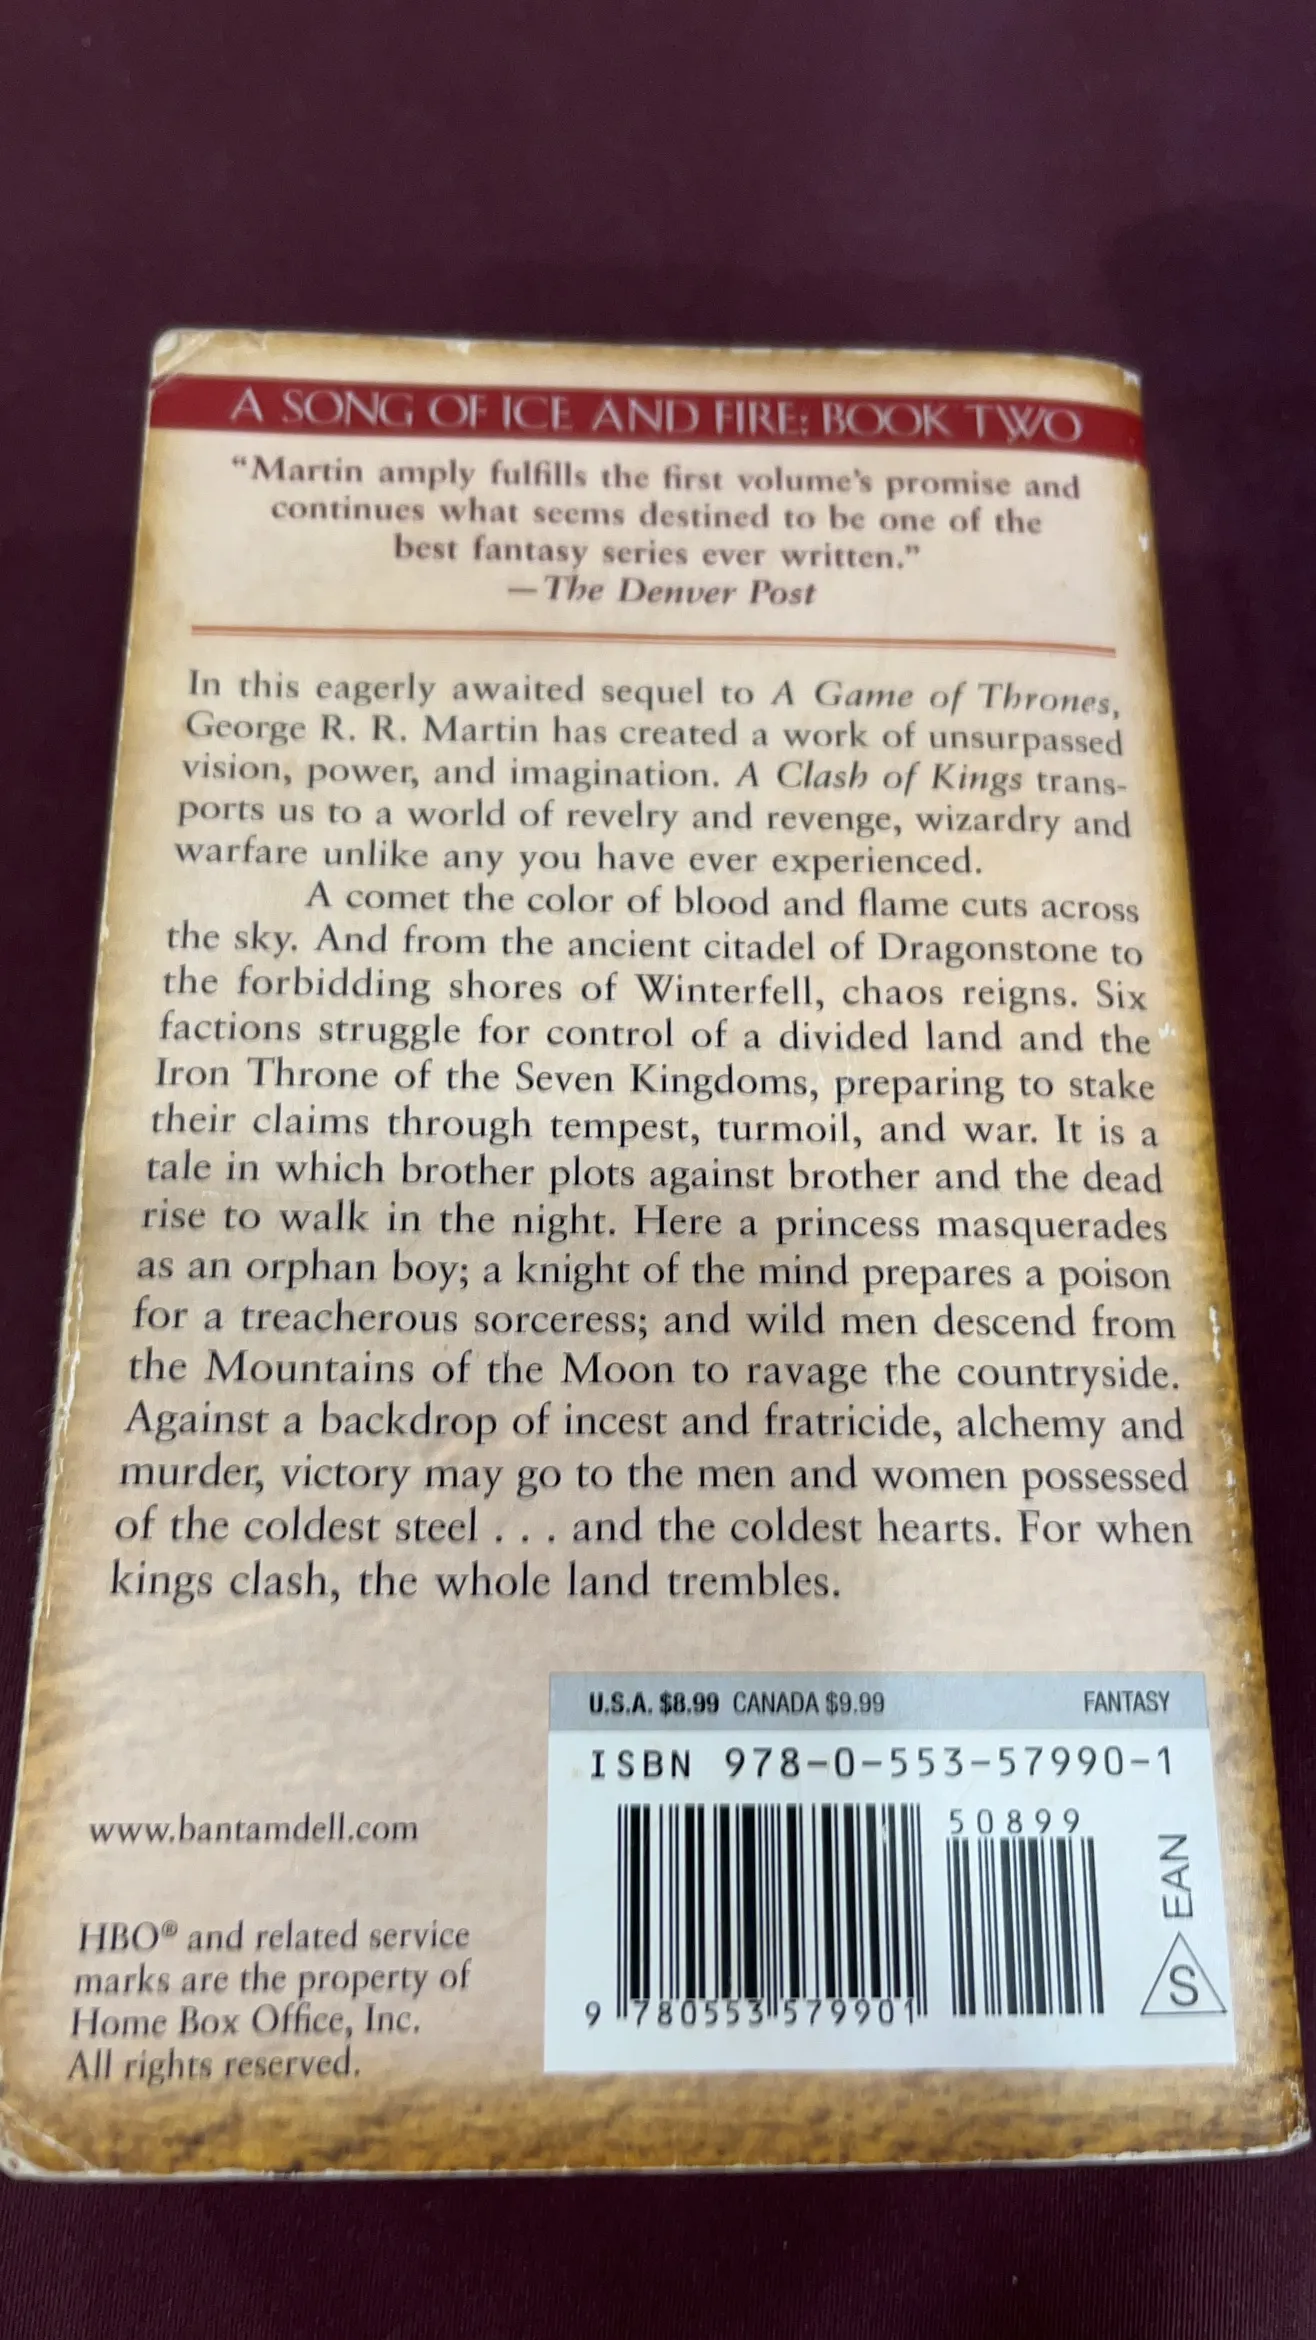 A SONG OF ICE AND FIRE: BOOK TWO
“Martin amply fulfills the first volume’s promise and
continues what seems destined to be one of the
best fantasy series ever written.”
—The Denver Post
In this eagerly awaited sequel to A Game of Thrones,
George R. R. Martin has created a work of unsurpassed
vision, power, and imagination. A Clash of Kings trans-
ports us to a world of revelry and revenge, wizardry and
warfare unlike any you have ever experienced.
A comet the color of blood and flame cuts across
the sky. And from the ancient citadel of Dragonstone to
the forbidding shores of Winterfell, chaos reigns. Six
factions struggle for control of a divided land and the
Iron Throne of the Seven Kingdoms, preparing to stake
their claims through tempest, turmoil, and war. It is a
tale in which brother plots against brother and the dead
rise to walk in the night. Here a princess masquerades
as an orphan boy; a knight of the mind prepares a poison
for a treacherous sorceress; and wild men descend from
the Mountains of the Moon to ravage the countryside.
Against a backdrop of incest and fratricide, alchemy and
murder, victory may go to the men and women possessed
of the coldest steel . . . and the coldest hearts. For when
kings clash, the whole land trembles.
U.S.A. $8.99 CANADA $9.99 FANTASY
ISBN 978-0-553-57990-1
50899
9 780553 579901
EAN
S
www.bantamdell.com
HBO® and related service
marks are the property of
Home Box Office, Inc.
All rights reserved.